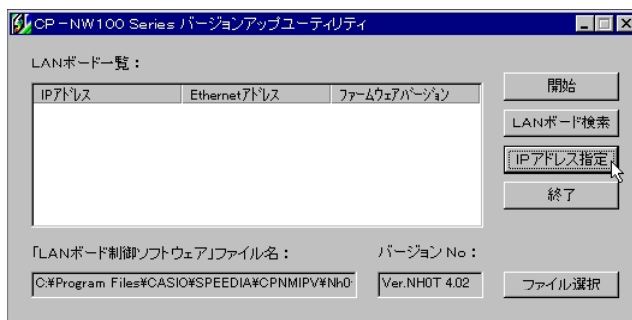 CP－NW100 Series バージョンアップユーティリティ
LANボード一覧：
IPアドレス Ethernetアドレス ファームウェアバージョン
開始
LANボード検索
IPアドレス指定
終了
「LANボード制御ソフトウェア」ファイル名： バージョン No：
C:¥Program Files¥CASIO¥SPEEDIA¥CPNMIPV¥Nh0 Ver.NH0T 4.02 ファイル選択